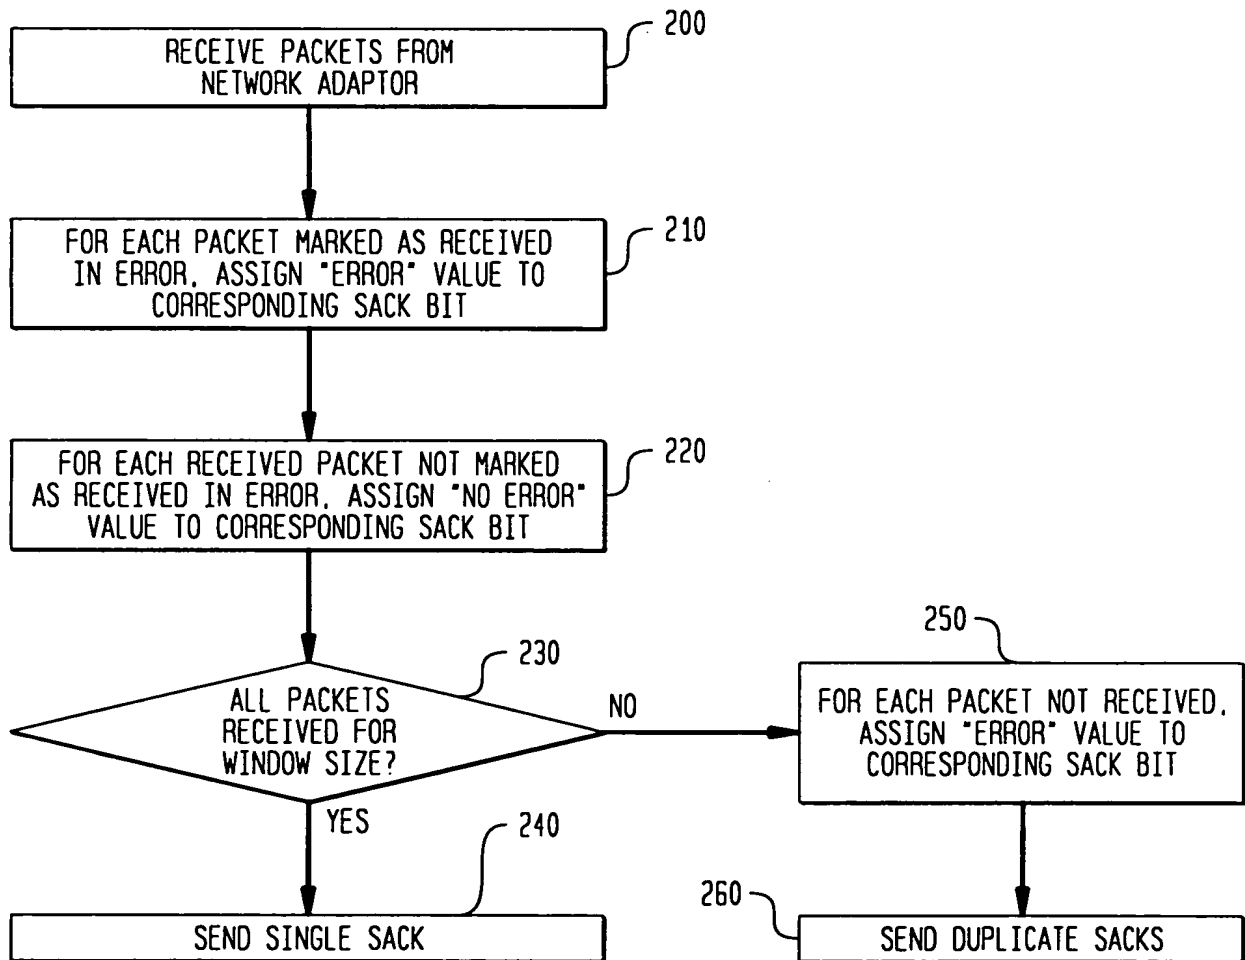 200
RECEIVE PACKETS FROM
NETWORK ADAPTOR
210
FOR EACH PACKET MARKED AS RECEIVED
IN ERROR, ASSIGN "ERROR" VALUE TO
CORRESPONDING SACK BIT
220
FOR EACH RECEIVED PACKET NOT MARKED
AS RECEIVED IN ERROR, ASSIGN "NO ERROR"
VALUE TO CORRESPONDING SACK BIT
230
ALL PACKETS
RECEIVED FOR
WINDOW SIZE?
NO
YES
250
FOR EACH PACKET NOT RECEIVED,
ASSIGN "ERROR" VALUE TO
CORRESPONDING SACK BIT
240
SEND SINGLE SACK
260
SEND DUPLICATE SACKS